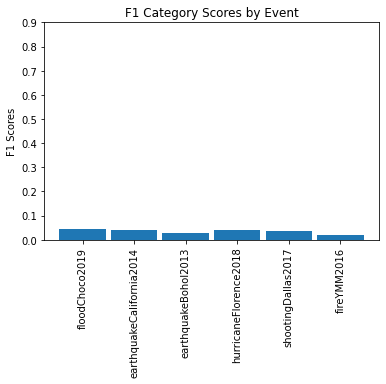 F1 Category Scores by Event
F1 Scores
0.9
0.8
0.7
0.6
0.5
0.4
0.3
0.2
0.1
0.0
floodChoco2019
earthquakeCalifornia2014
earthquakeBohol2013
hurricaneFlorence2018
shootingDallas2017
fireYMM2016